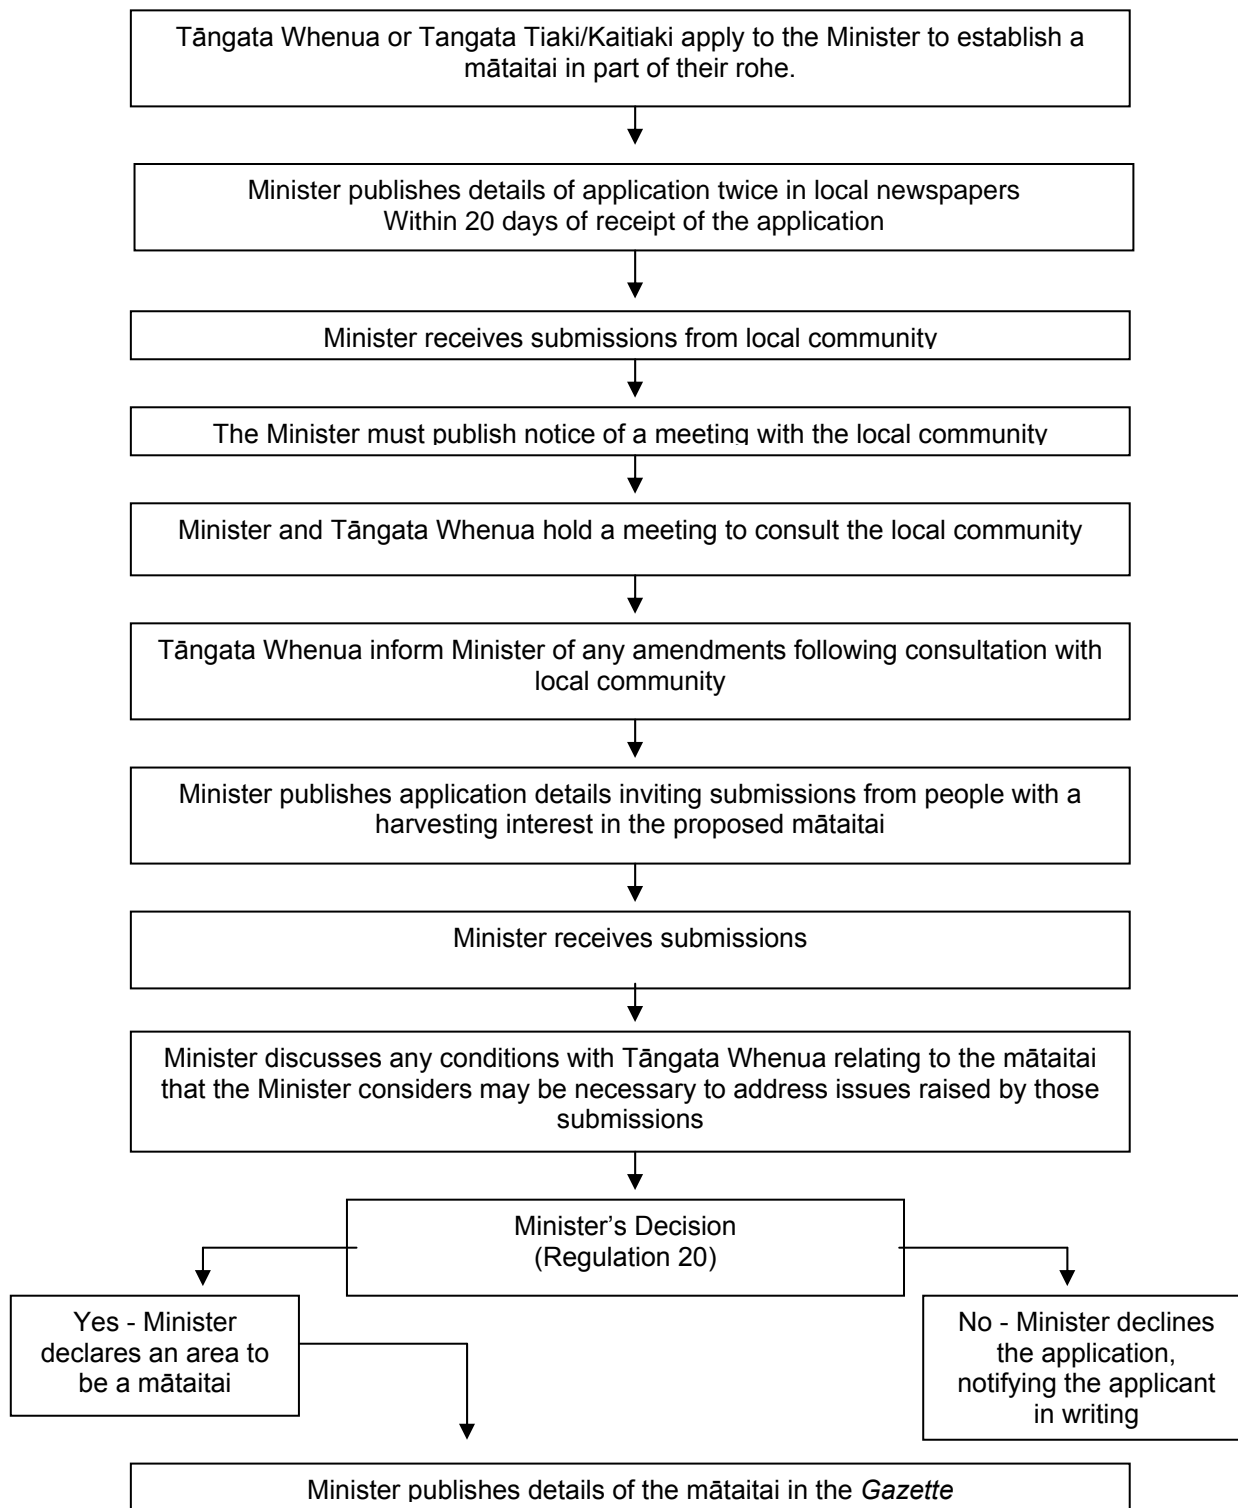 Tāngata Whenua or Tangata Tiaki/Kaitiaki apply to the Minister to establish a
mātaitai in part of their rohe.
Minister publishes details of application twice in local newspapers
Within 20 days of receipt of the application
Minister receives submissions from local community
The Minister must publish notice of a meeting with the local community
Minister and Tāngata Whenua hold a meeting to consult the local community
Tāngata Whenua inform Minister of any amendments following consultation with
local community
Minister publishes application details inviting submissions from people with a
harvesting interest in the proposed mātaitai
Minister receives submissions
Minister discusses any conditions with Tāngata Whenua relating to the mātaitai
that the Minister considers may be necessary to address issues raised by those
submissions
Minister’s Decision
(Regulation 20)
Yes - Minister
declares an area to
be a mātaitai
No - Minister declines
the application,
notifying the applicant
in writing
Minister publishes details of the mātaitai in the Gazette